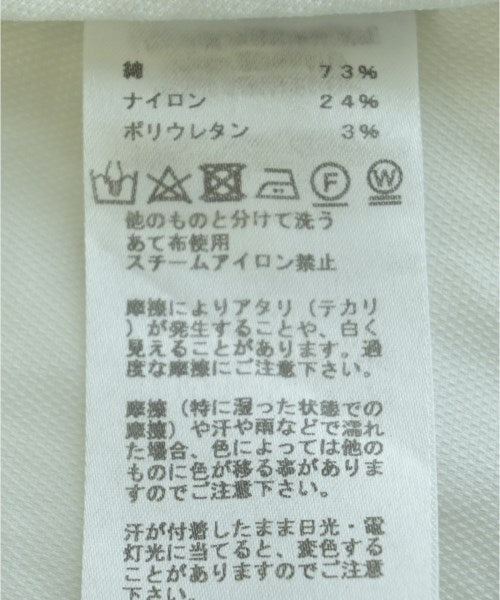 綿 73%
ナイロン 24%
ポリウレタン 3%
F W
他のものと分けて洗う
あて布使用
スチームアイロン禁止
摩擦によりアタリ(テカリ
)が発生することや、白く
見えることがあります。過
度な摩擦にご注意下さい。
摩擦(特に湿った状態での
摩擦)や汗や雨などで濡れ
た場合、色によっては他の
ものに色が移る事がありま
すのでご注意下さい。
汗が付着したまま日光・電
灯光に当てると、変色する
ことがありますのでご注意
下さい。